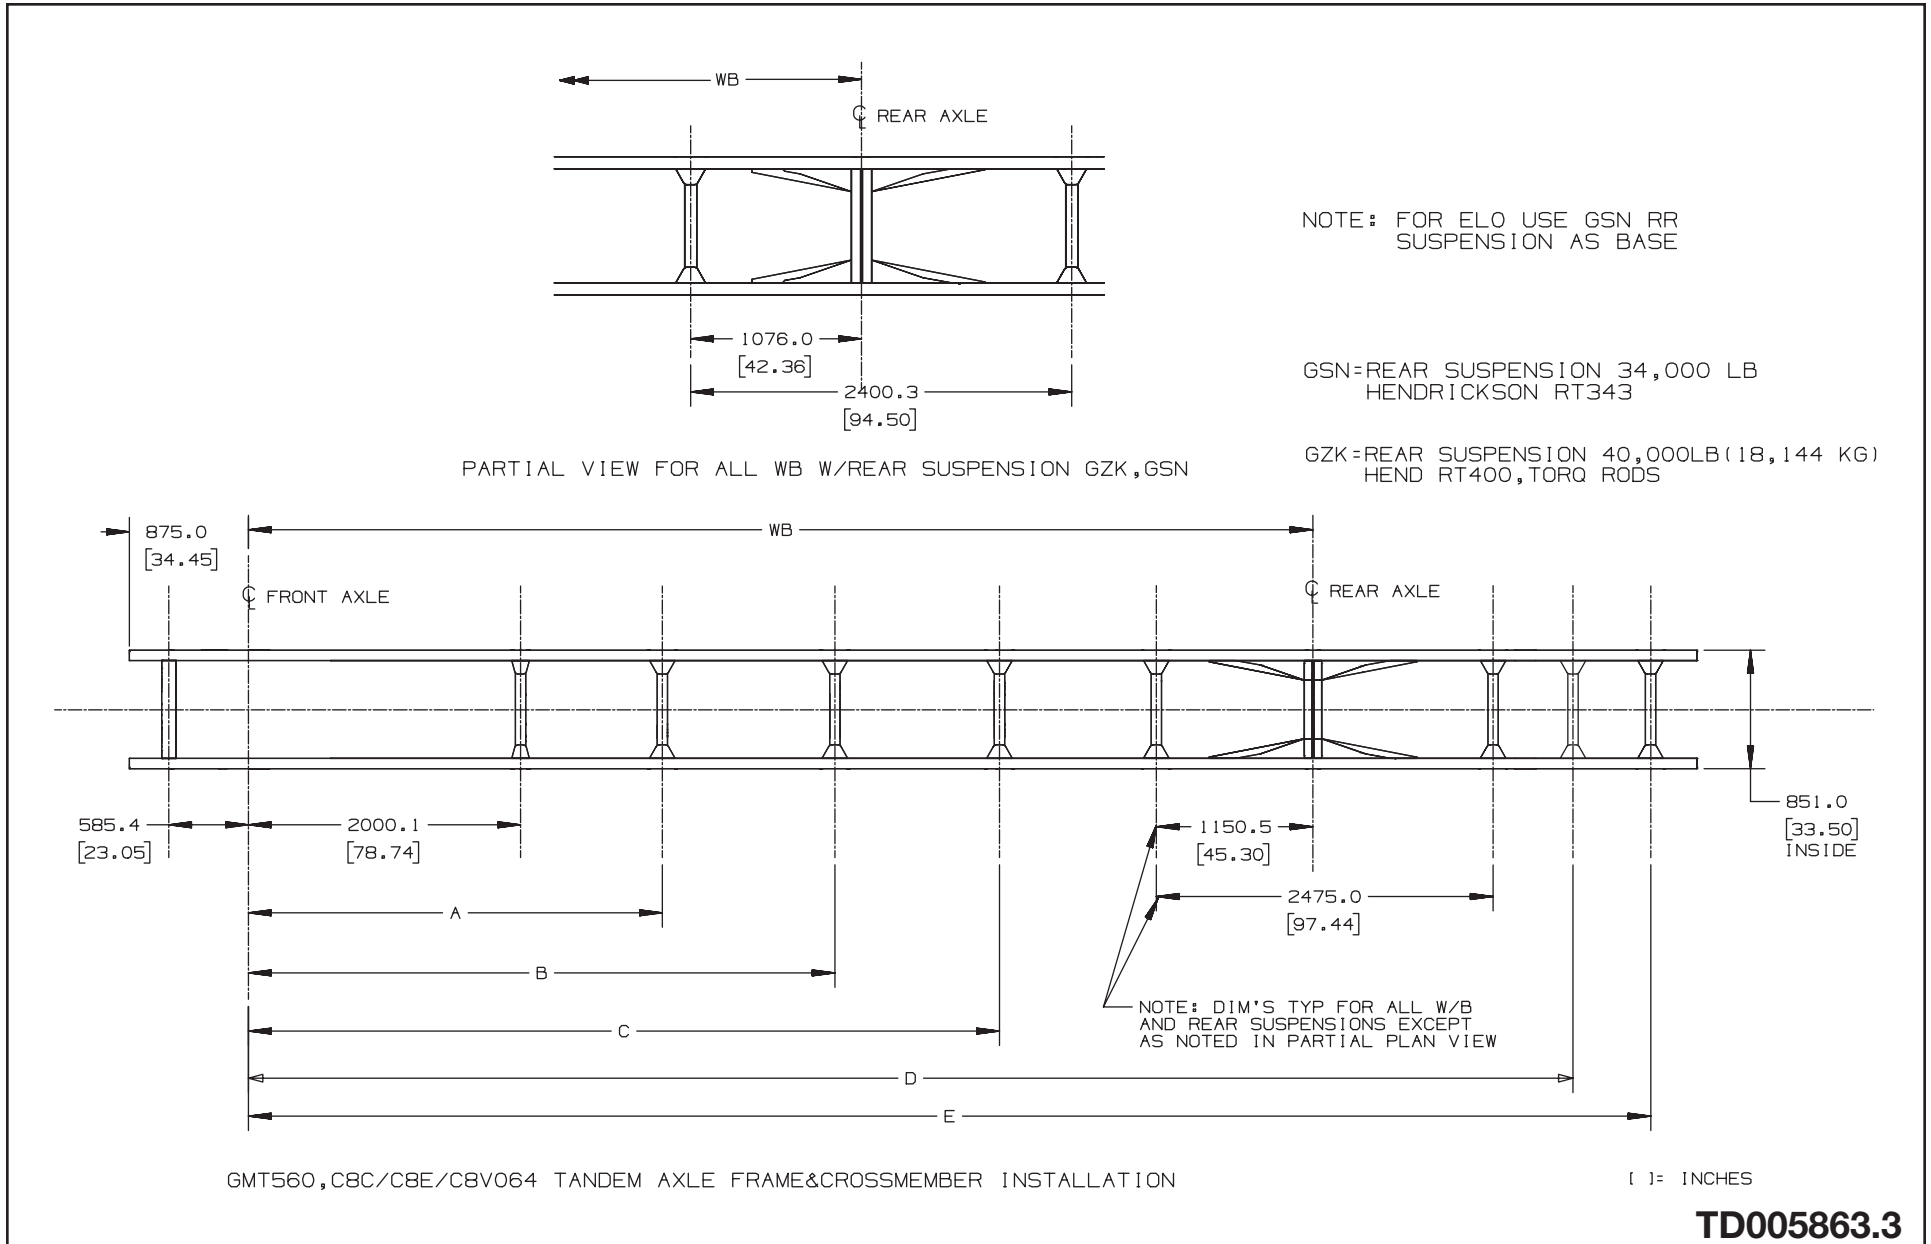 WB
℄ REAR AXLE
NOTE: FOR ELO USE GSN RR
SUSPENSION AS BASE
1076.0
[42.36]
2400.3
[94.50]
GSN=REAR SUSPENSION 34,000 LB
HENDRICKSON RT343
GZK=REAR SUSPENSION 40,000LB(18,144 KG)
HEND RT400,TORQ RODS
PARTIAL VIEW FOR ALL WB W/REAR SUSPENSION GZK,GSN
875.0
[34.45]
WB
℄ FRONT AXLE
℄ REAR AXLE
585.4
[23.05]
2000.1
[78.74]
1150.5
[45.30]
851.0
[33.50]
INSIDE
2475.0
[97.44]
A
B
C
NOTE: DIM'S TYP FOR ALL W/B
AND REAR SUSPENSIONS EXCEPT
AS NOTED IN PARTIAL PLAN VIEW
D
E
GMT560,C8C/C8E/C8V064 TANDEM AXLE FRAME&CROSSMEMBER INSTALLATION
[ ]= INCHES
TD005863.3